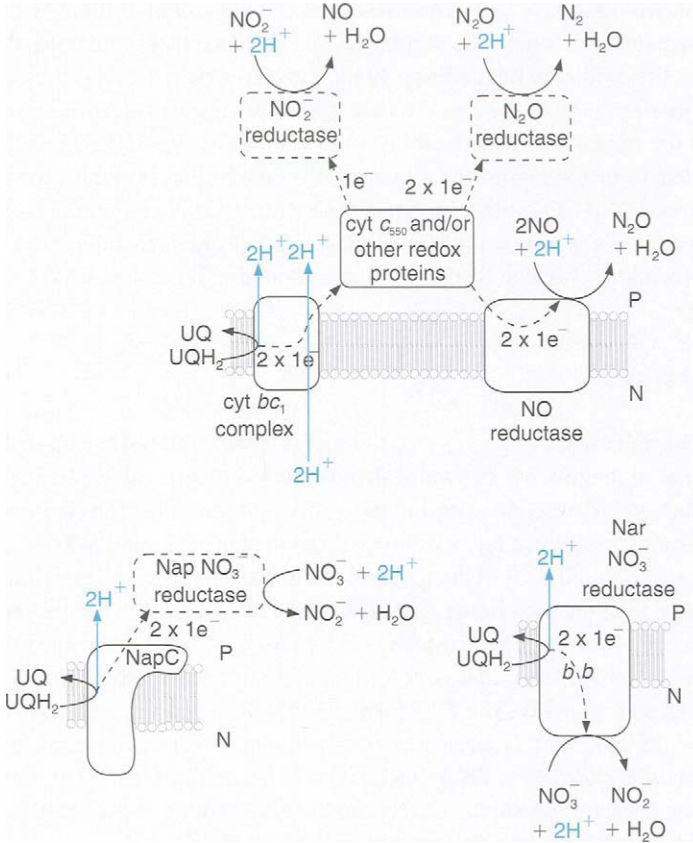 NO₂⁻ NO
+ 2H⁺ + H₂O
N₂O N₂
+ 2H⁺ + H₂O
NO₂⁻
reductase
N₂O
reductase
1e⁻
2 x 1e⁻
cyt c₅₅₀ and/or
other redox
proteins
2NO N₂O
+ 2H⁺ + H₂O
2H⁺ 2H⁺
P
UQ
UQH₂
2 x 1e⁻
2 x 1e⁻
N
cyt bc₁
complex
NO
reductase
2H⁺
Nap NO₃⁻
reductase
NO₃⁻ + 2H⁺
NO₂⁻ + H₂O
2H⁺
2 x 1e⁻
NapC
P
UQ
UQH₂
N
Nar
NO₃⁻
reductase
2H⁺
P
UQ
UQH₂
2 x 1e⁻
b b
N
NO₃⁻ NO₂⁻
+ 2H⁺ + H₂O